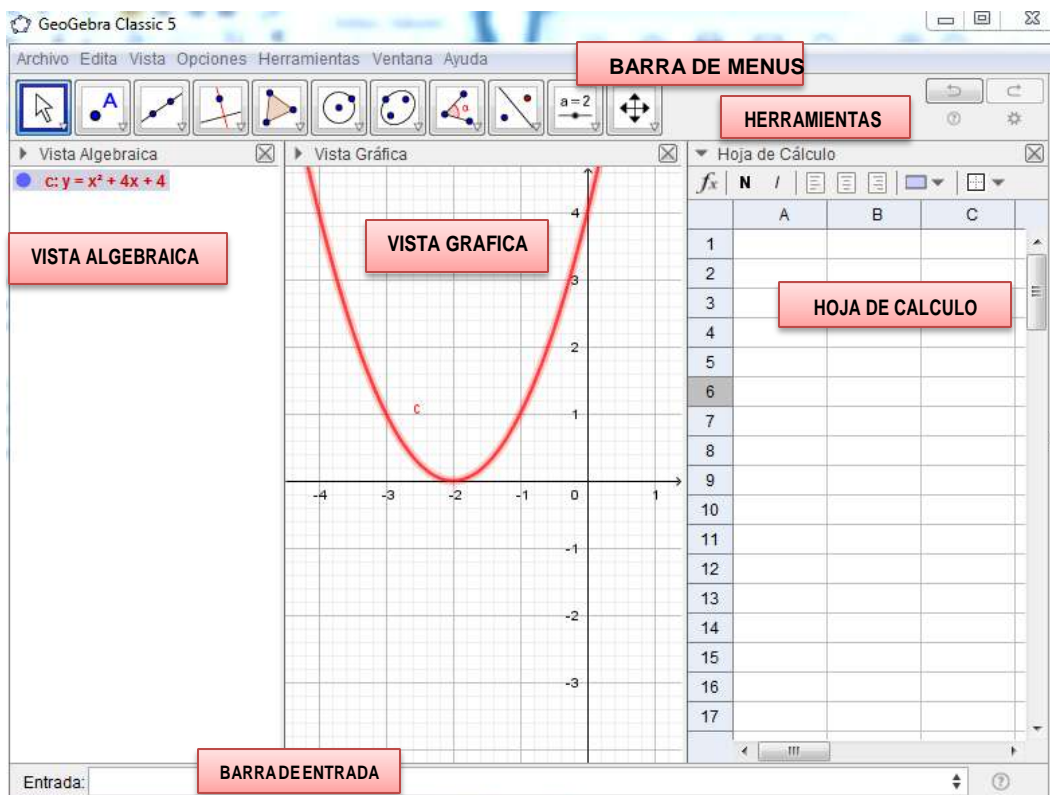 GeoGebra Classic 5
Archivo Edita Vista Opciones Herramientas Ventana Ayuda
BARRA DE MENUS
A
α
a = 2
HERRAMIENTAS
Vista Algebraica
Vista Gráfica
Hoja de Cálculo
c: y = x² + 4x + 4
fx N I
A B C
VISTA ALGEBRAICA
VISTA GRAFICA
HOJA DE CALCULO
4
3
2
1
c
-4 -3 -2 -1 0 1
-1
-2
-3
1
2
3
4
5
6
7
8
9
10
11
12
13
14
15
16
17
BARRA DE ENTRADA
Entrada: